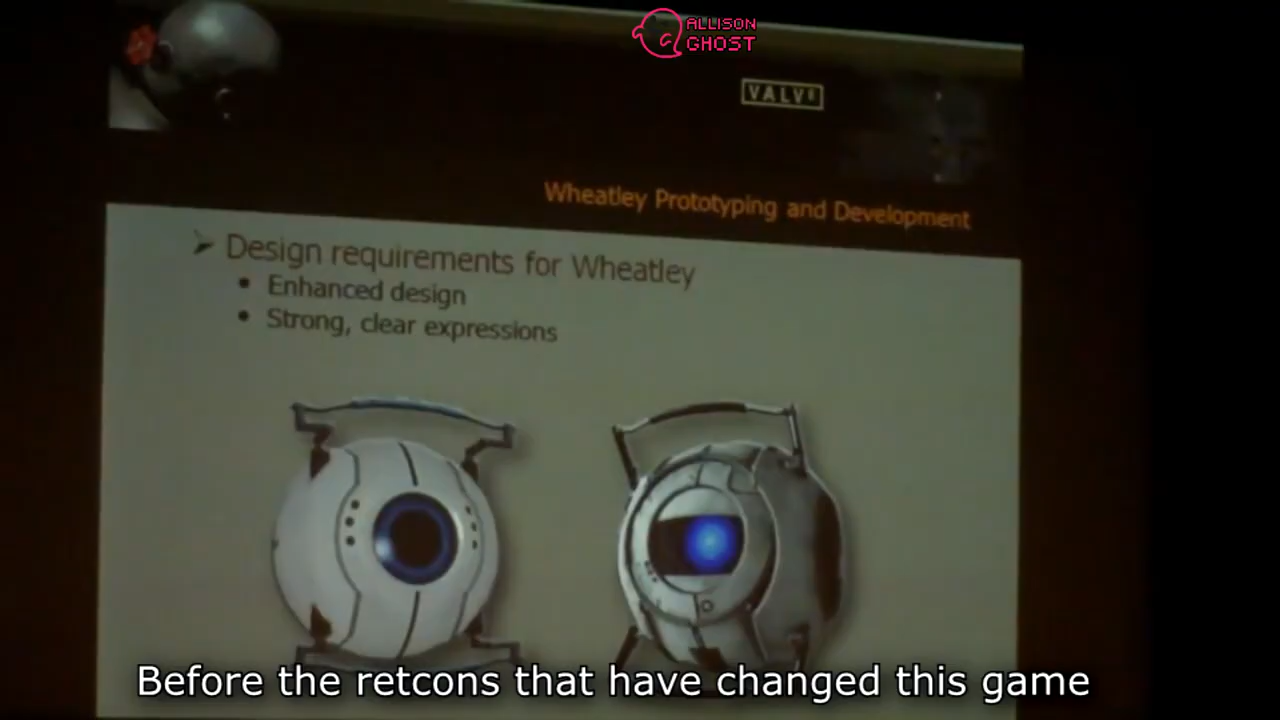 ALLISON
GHOST
VALVE
Wheatley Prototyping and Development
Design requirements for Wheatley
Enhanced design
Strong, clear expressions
Before the retcons that have changed this game